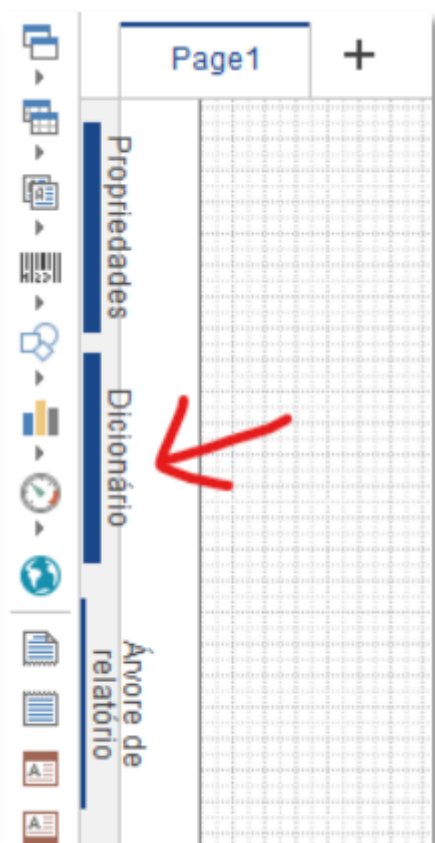 Page1
+
Propriedades
Dicionário
Árvore de
relatório